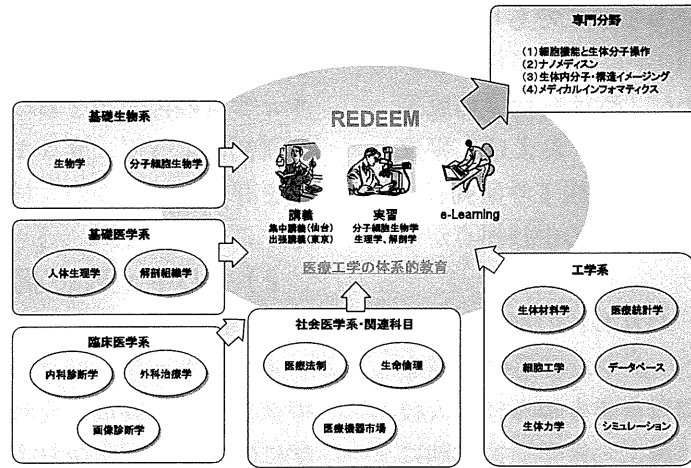 専門分野
(1)細胞機能と生体分子操作
(2)ナノメディスン
(3)生体内分子・構造イメージング
(4)メディカルインフォマティクス
REDEEM
基礎生物系
生物学
分子細胞生物学
講義
集中講義(仙台)
出張講義(東京)
実習
分子細胞生物学
生理学、解剖学
e-Learning
医療工学の体系的教育
基礎医学系
人体生理学
解剖組織学
臨床医学系
内科診断学
外科治療学
画像診断学
社会医学系・関連科目
医療法制
生命倫理
医療機器市場
工学系
生体材料学
医療統計学
細胞工学
データベース
生体力学
シミュレーション